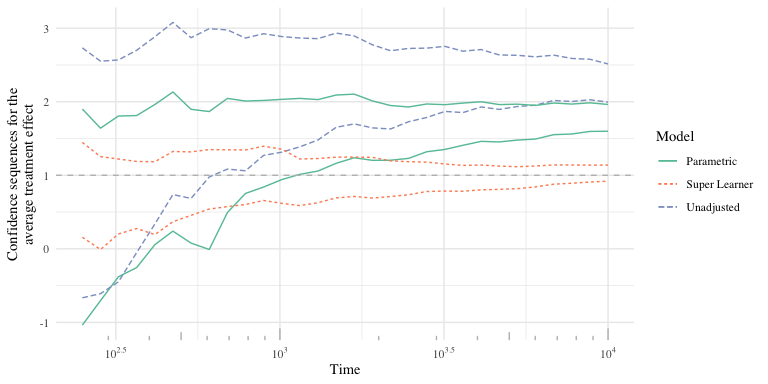 Confidence sequences for the
average treatment effect
3
2
1
0
-1
10^2.5
10^3
10^3.5
10^4
Time
Model
Parametric
Super Learner
Unadjusted